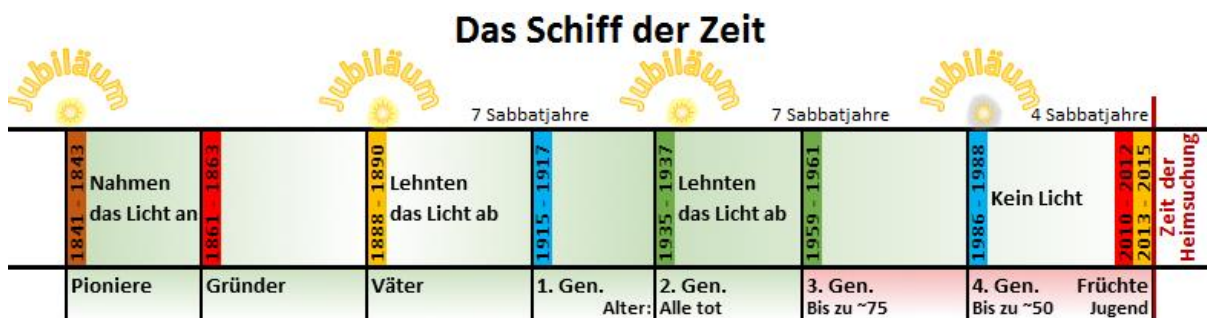 Das Schiff der Zeit
Jubiläum Jubiläum Jubiläum Jubiläum
7 Sabbatjahre 7 Sabbatjahre 4 Sabbatjahre
1841 - 1843
Nahmen
das Licht an
1861 - 1863
1888 - 1890
Lehnten
das Licht ab
1915 - 1917
1935 - 1937
Lehnten
das Licht ab
1959 - 1961
1986 - 1988
Kein Licht
2010 - 2012
2013 - 2015
Zeit der
Heimsuchung
Pioniere Gründer Väter 1. Gen. 2. Gen. 3. Gen. 4. Gen. Früchte
Alter: Alle tot Bis zu ~75 Bis zu ~50 Jugend